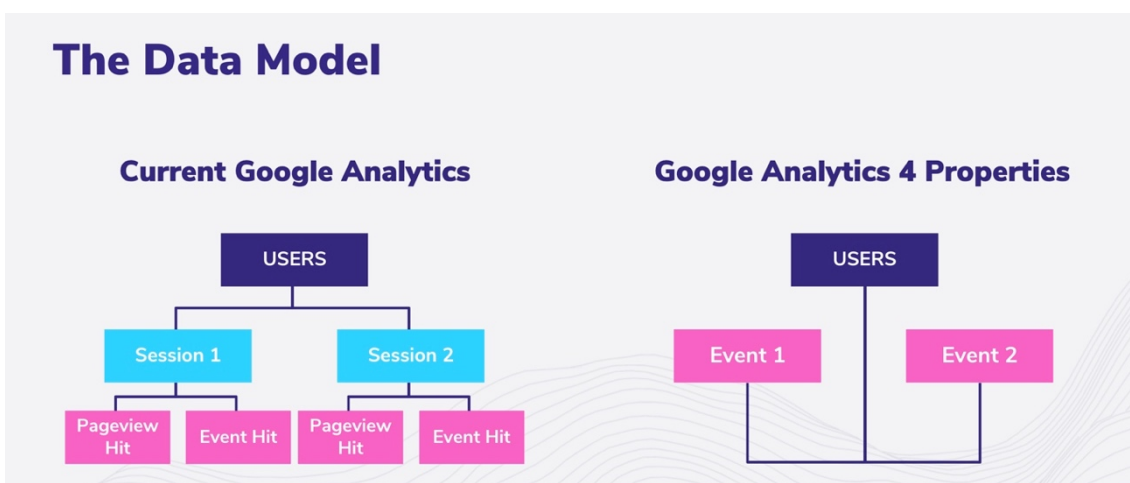 The Data Model
Current Google Analytics
USERS
Session 1
Session 2
Pageview
Hit
Event Hit
Pageview
Hit
Event Hit
Google Analytics 4 Properties
USERS
Event 1
Event 2